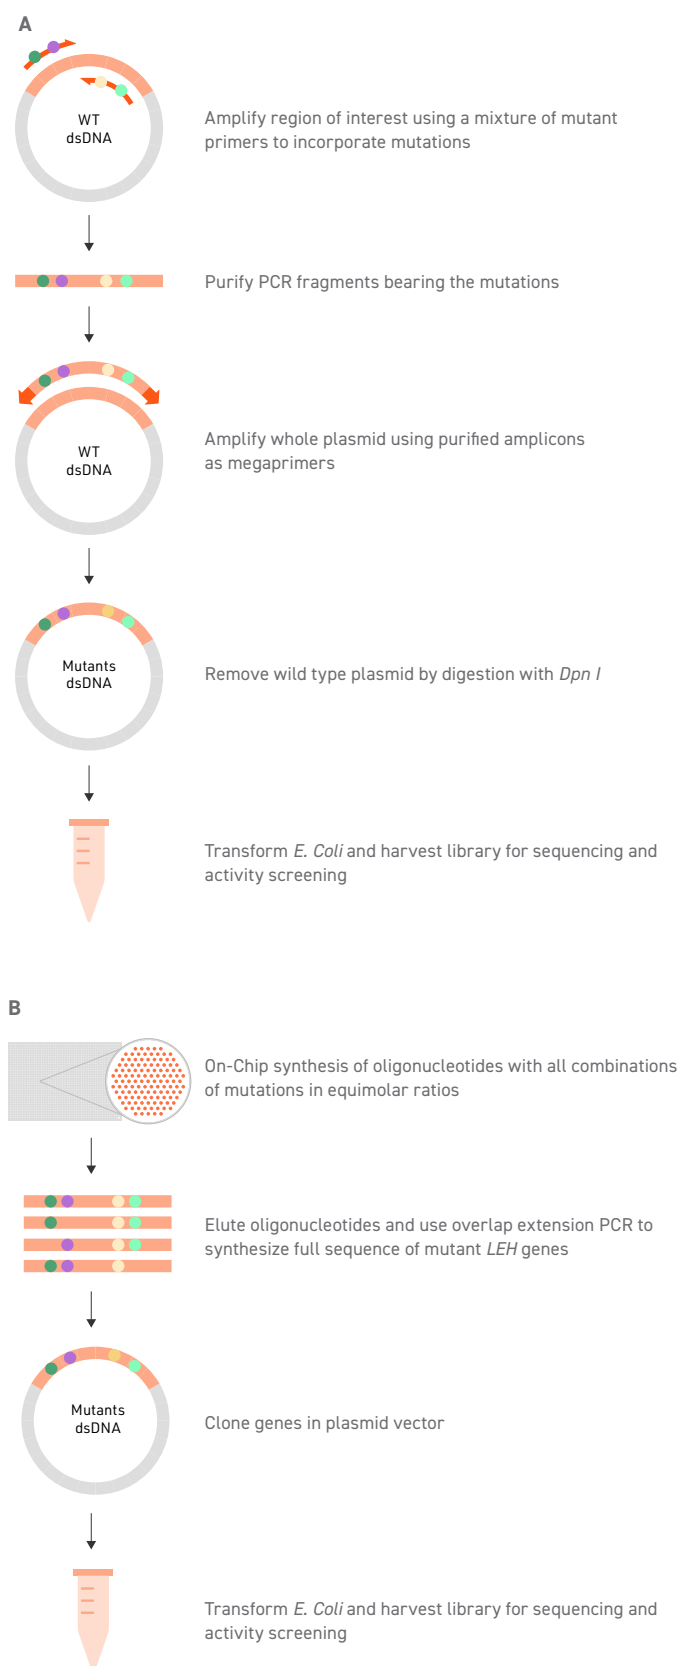 A
WT
dsDNA
Amplify region of interest using a mixture of mutant
primers to incorporate mutations
Purify PCR fragments bearing the mutations
WT
dsDNA
Amplify whole plasmid using purified amplicons
as megaprimers
Mutants
dsDNA
Remove wild type plasmid by digestion with Dpn I
Transform E. Coli and harvest library for sequencing and
activity screening
B
On-Chip synthesis of oligonucleotides with all combinations
of mutations in equimolar ratios
Elute oligonucleotides and use overlap extension PCR to
synthesize full sequence of mutant LEH genes
Mutants
dsDNA
Clone genes in plasmid vector
Transform E. Coli and harvest library for sequencing and
activity screening